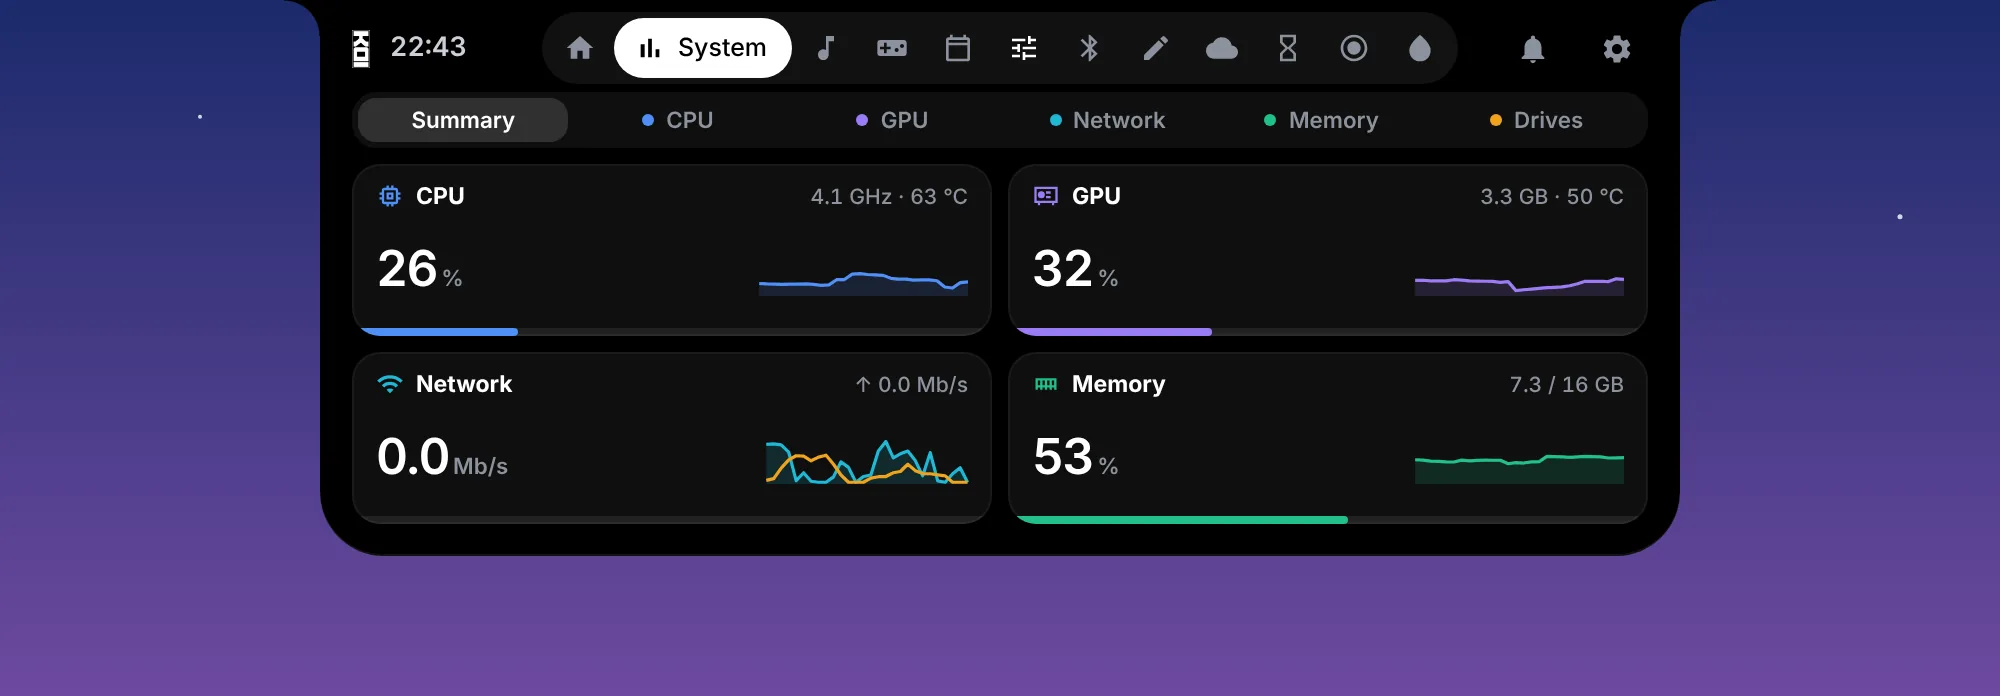 22:43
System
Summary
CPU
GPU
Network
Memory
Drives
CPU
4.1 GHz · 63 °C
26 %
GPU
3.3 GB · 50 °C
32 %
Network
↑ 0.0 Mb/s
0.0 Mb/s
Memory
7.3 / 16 GB
53 %